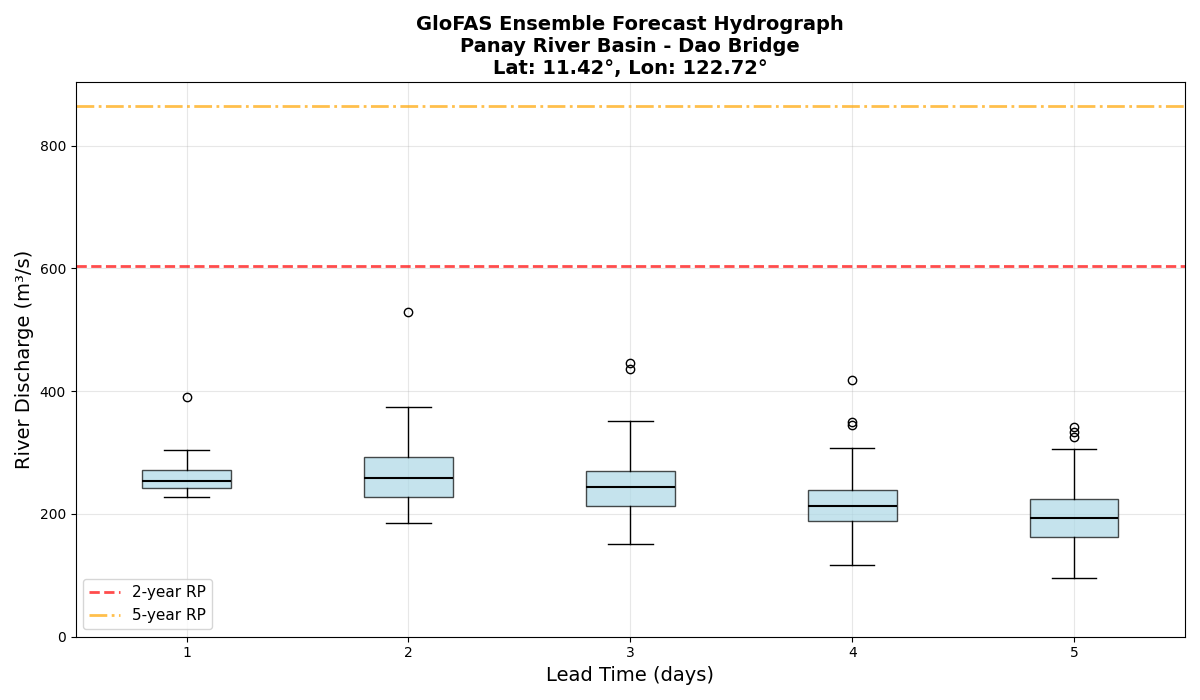 GloFAS Ensemble Forecast Hydrograph
Panay River Basin - Dao Bridge
Lat: 11.42°, Lon: 122.72°
River Discharge (m³/s)
800
600
400
200
0
2-year RP
5-year RP
1 2 3 4 5
Lead Time (days)